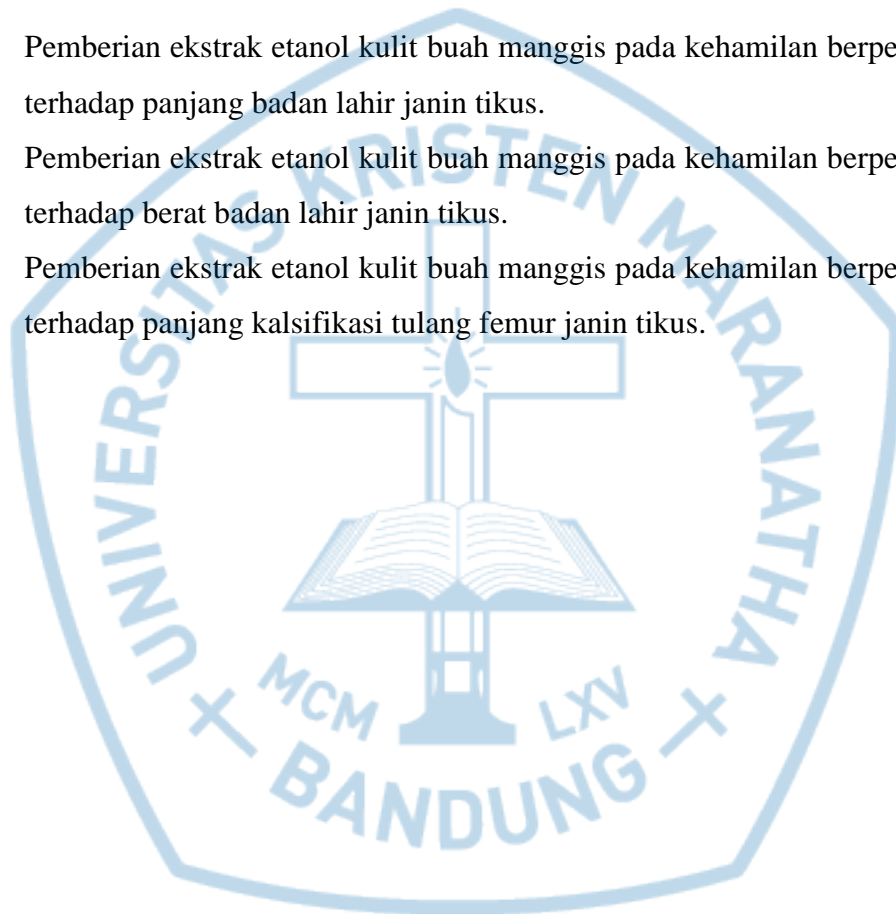 Pemberian ekstrak etanol kulit buah manggis pada kehamilan berpe
terhadap panjang badan lahir janin tikus.
Pemberian ekstrak etanol kulit buah manggis pada kehamilan berpe
terhadap berat badan lahir janin tikus.
Pemberian ekstrak etanol kulit buah manggis pada kehamilan berpe
terhadap panjang kalsifikasi tulang femur janin tikus.
UNIVERSITAS KRISTEN MARANATHA
MCM LXV
BANDUNG